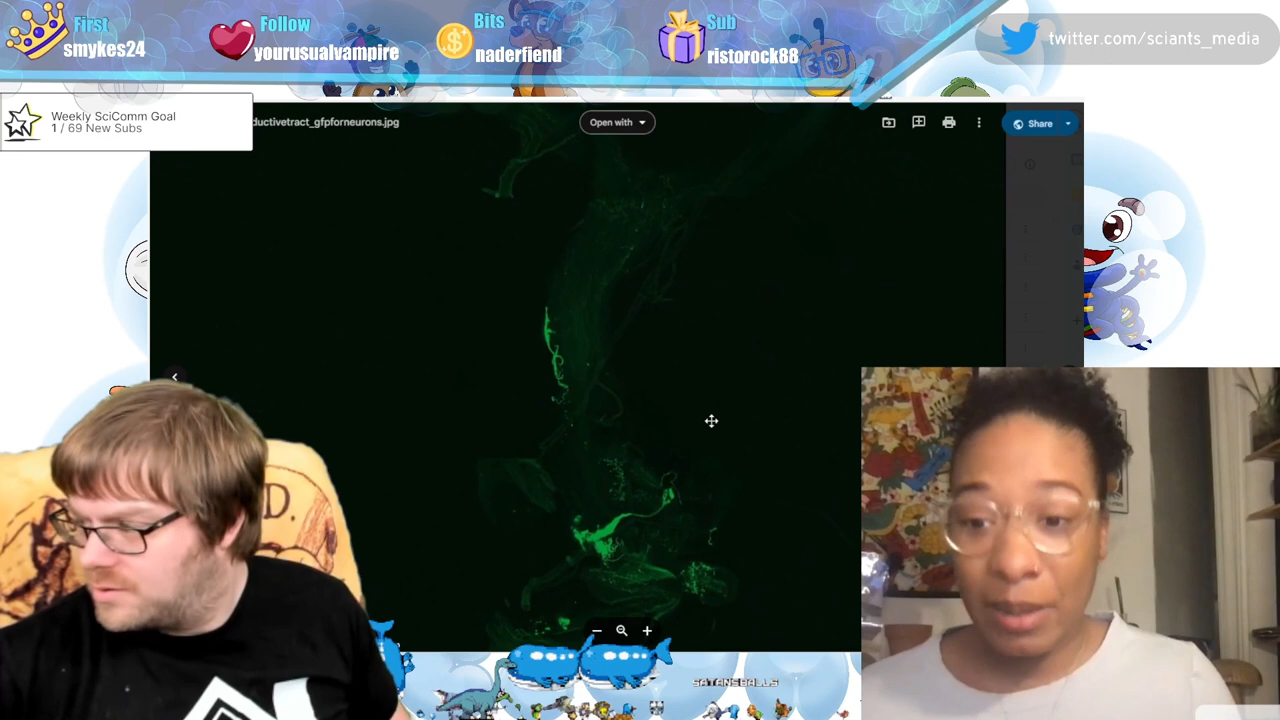 First
smykes24
Follow
yourusualvampire
Bits
naderfiend
Sub
ristorock88
twitter.com/sciants_media
Weekly SciComm Goal
1 / 69 New Subs
ductivetract_gfpforneurons.jpg
Open with
Share
D.
SATANSBALLS